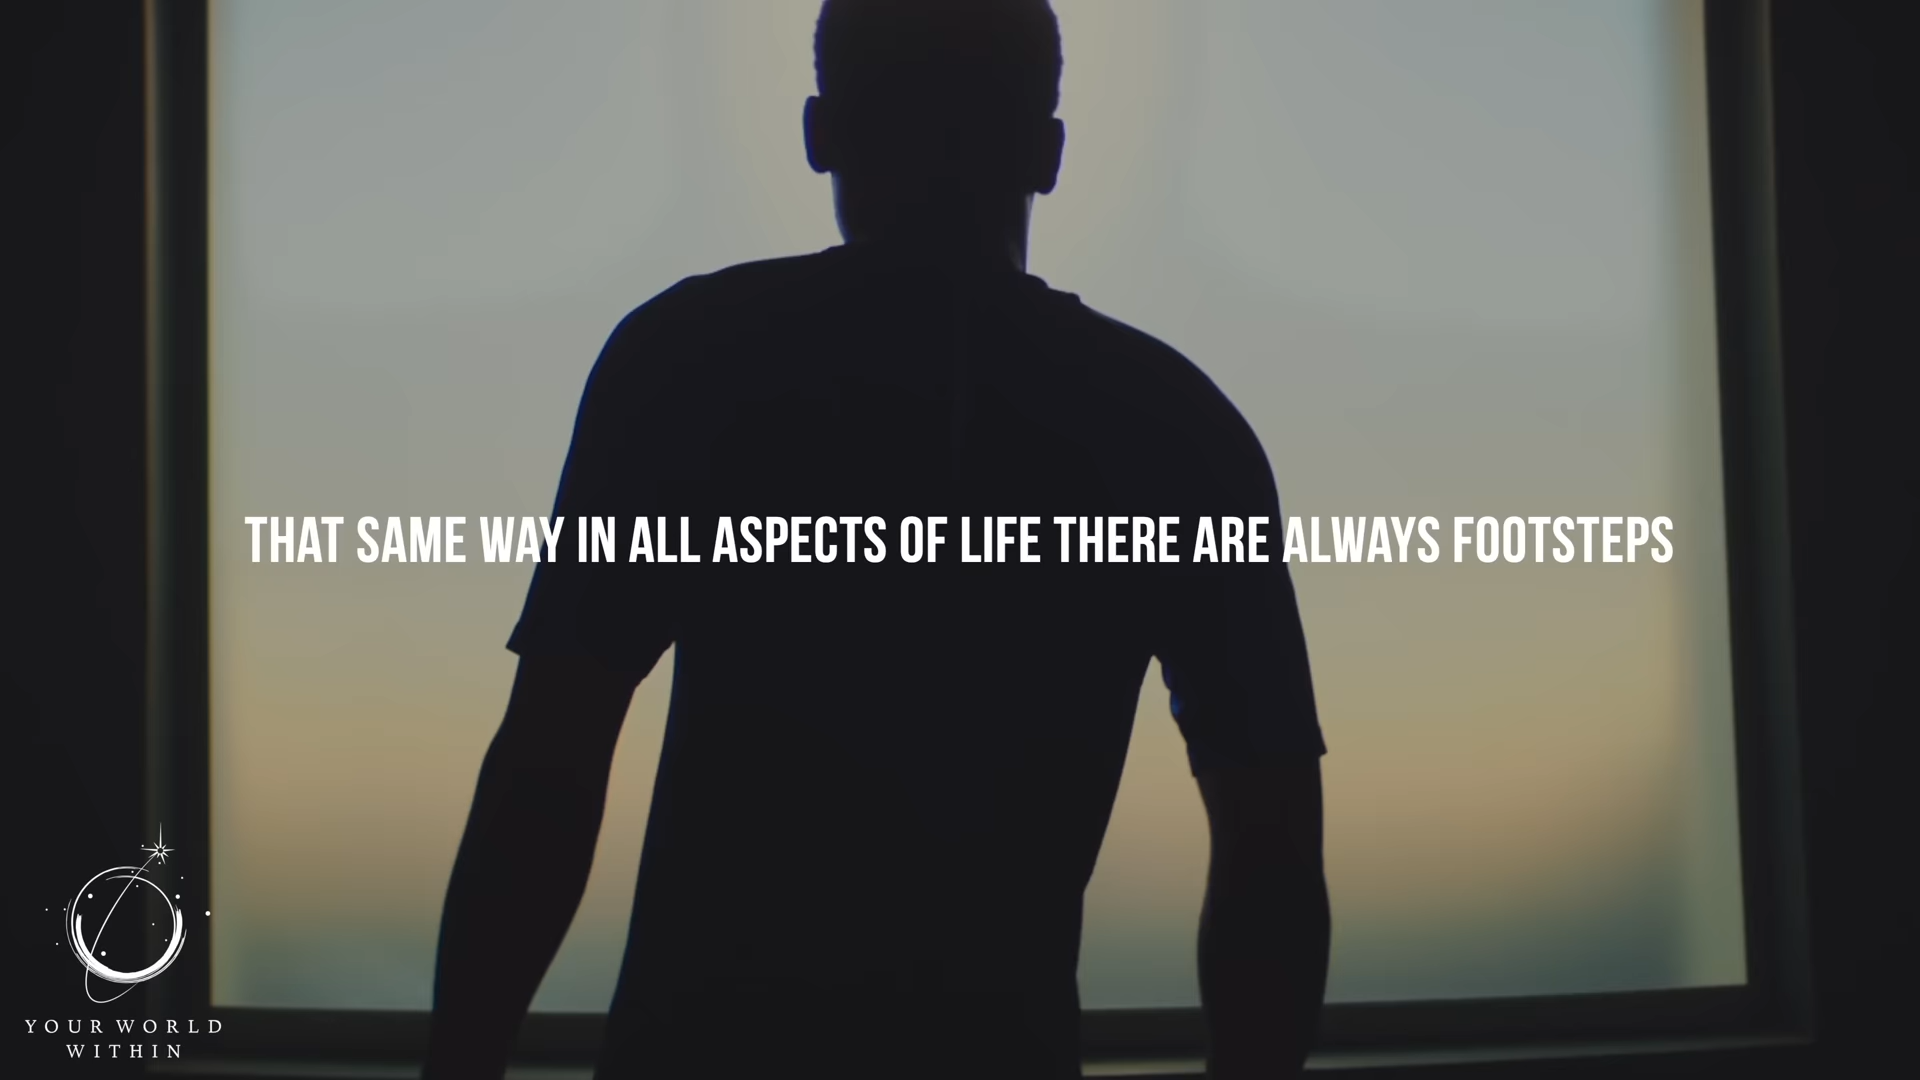 THAT SAME WAY IN ALL ASPECTS OF LIFE THERE ARE ALWAYS FOOTSTEPS
YOUR WORLD
WITHIN